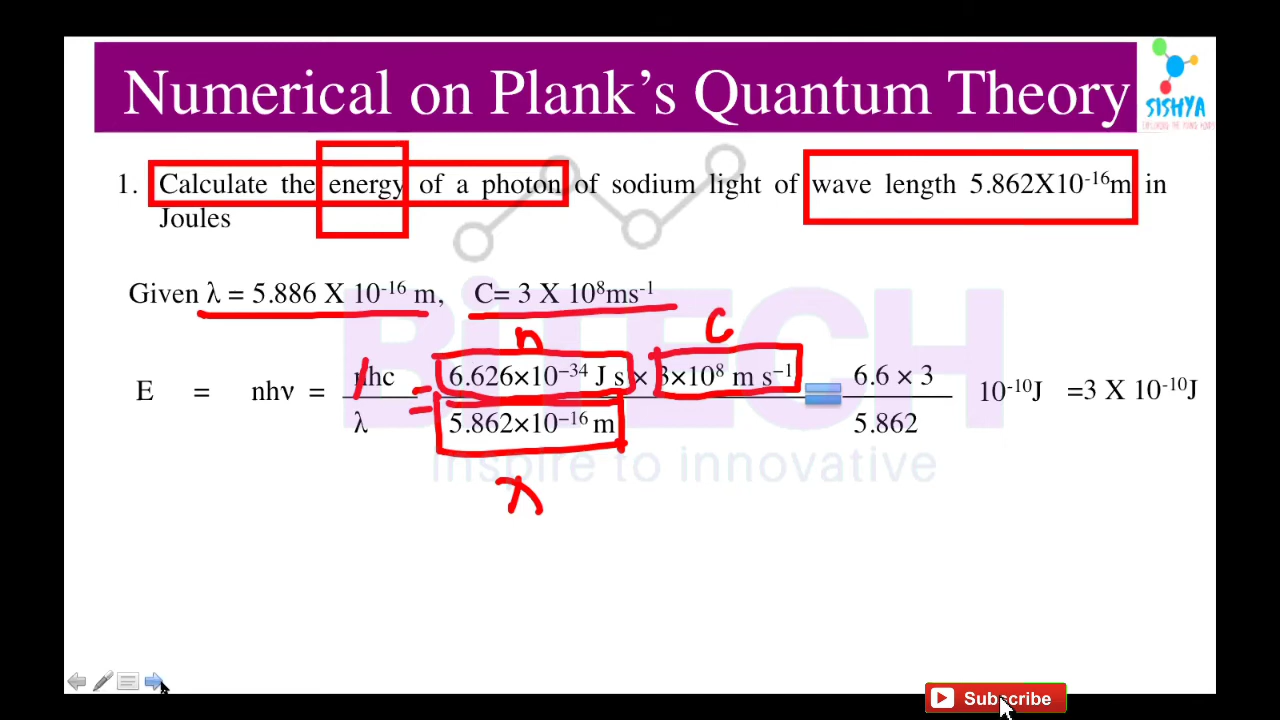 Numerical on Plank's Quantum Theory
SISHYA
1. Calculate the energy of a photon of sodium light of wave length 5.862X10⁻¹⁶m in
Joules
Given λ = 5.886 X 10⁻¹⁶ m, C= 3 X 10⁸ms⁻¹
h C
E = nhν = nhc / λ = 6.626×10⁻³⁴ J s × 3×10⁸ m s⁻¹ / 5.862×10⁻¹⁶ m = 6.6 × 3 / 5.862 10⁻¹⁰J =3 X 10⁻¹⁰J
λ
BiTECH
inspire to innovative
Subscribe